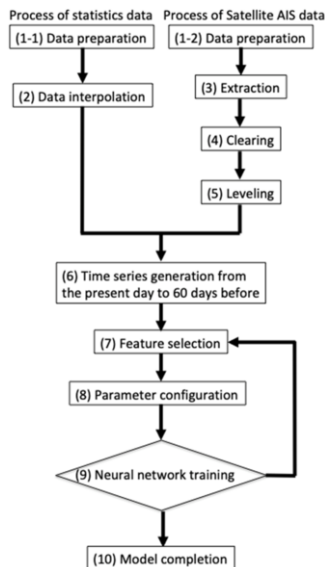 Process of statistics data
Process of Satellite AIS data
(1-1) Data preparation
(1-2) Data preparation
(2) Data interpolation
(3) Extraction
(4) Clearing
(5) Leveling
(6) Time series generation from
the present day to 60 days before
(7) Feature selection
(8) Parameter configuration
(9) Neural network training
(10) Model completion